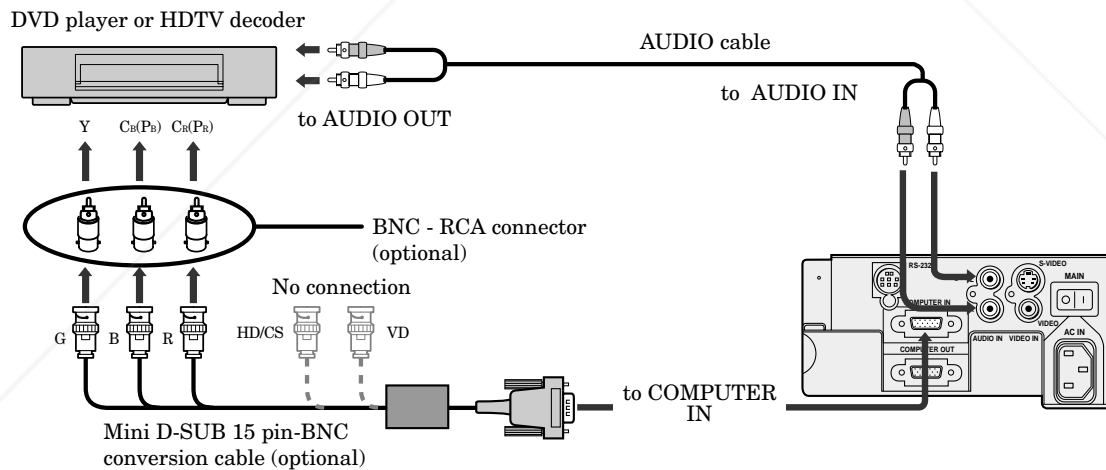 DVD player or HDTV decoder
AUDIO cable
to AUDIO IN
to AUDIO OUT
Y CB(PB) CR(PR)
BNC - RCA connector
(optional)
No connection
G B R HD/CS VD
RS-232
S-VIDEO
MAIN
COMPUTER IN
VIDEO
AUDIO IN VIDEO IN
AC IN
COMPUTER OUT
to COMPUTER
IN
Mini D-SUB 15 pin-BNC
conversion cable (optional)